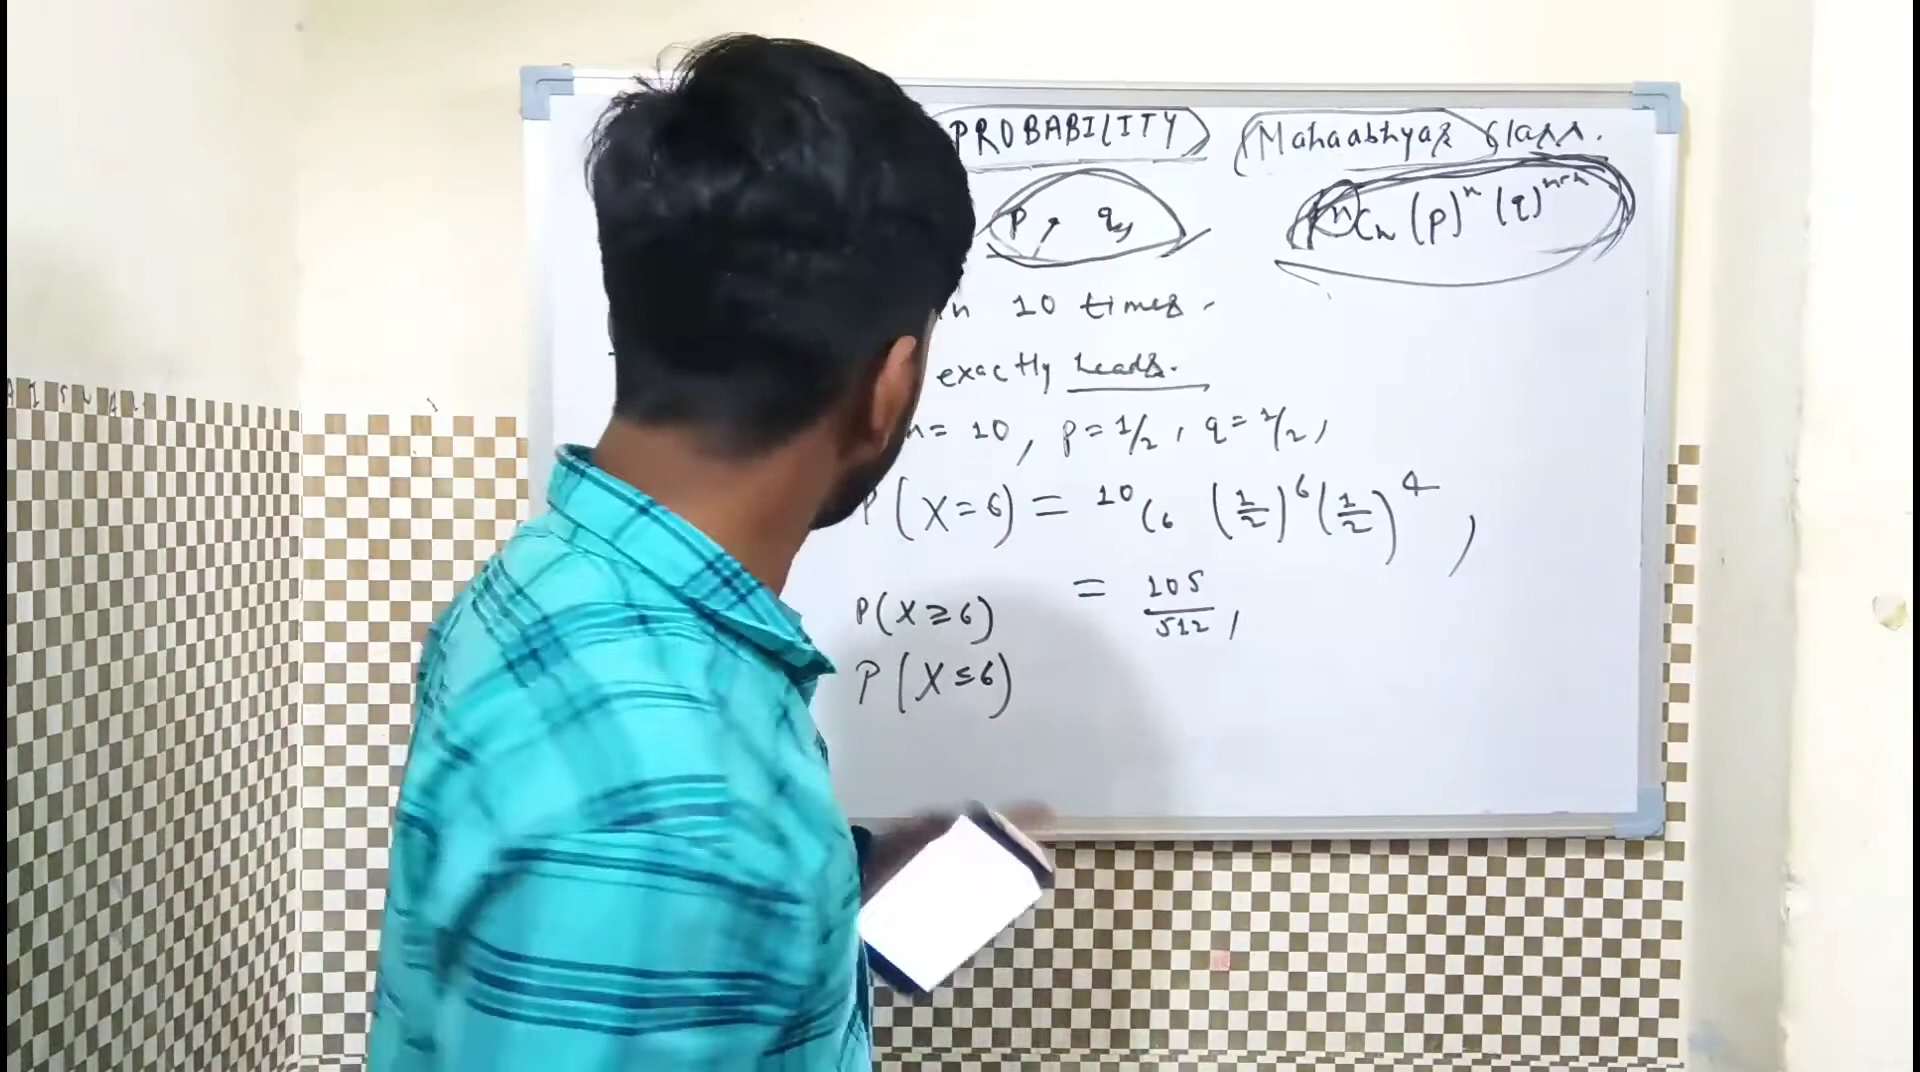 PROBABILITY Mahaabhyas Class.
p, q, nCn (p)^n (q)^n-n
in 10 times.
exactly heads.
n = 10, p = 1/2, q = 1/2,
P(X=6) = 10C6 (1/2)^6 (1/2)^4,
= 105/512,
P(X≥6)
P(X≤6)